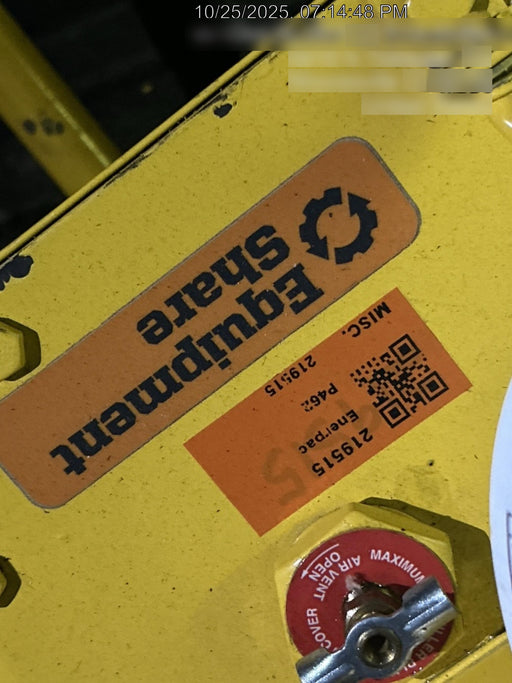 10/25/2025, 07:14:48 PM
Equipment
Share
MISC.
219515
P462
Enerpac
219515
AIR VENT
OPEN
MAXIMUM
COVER